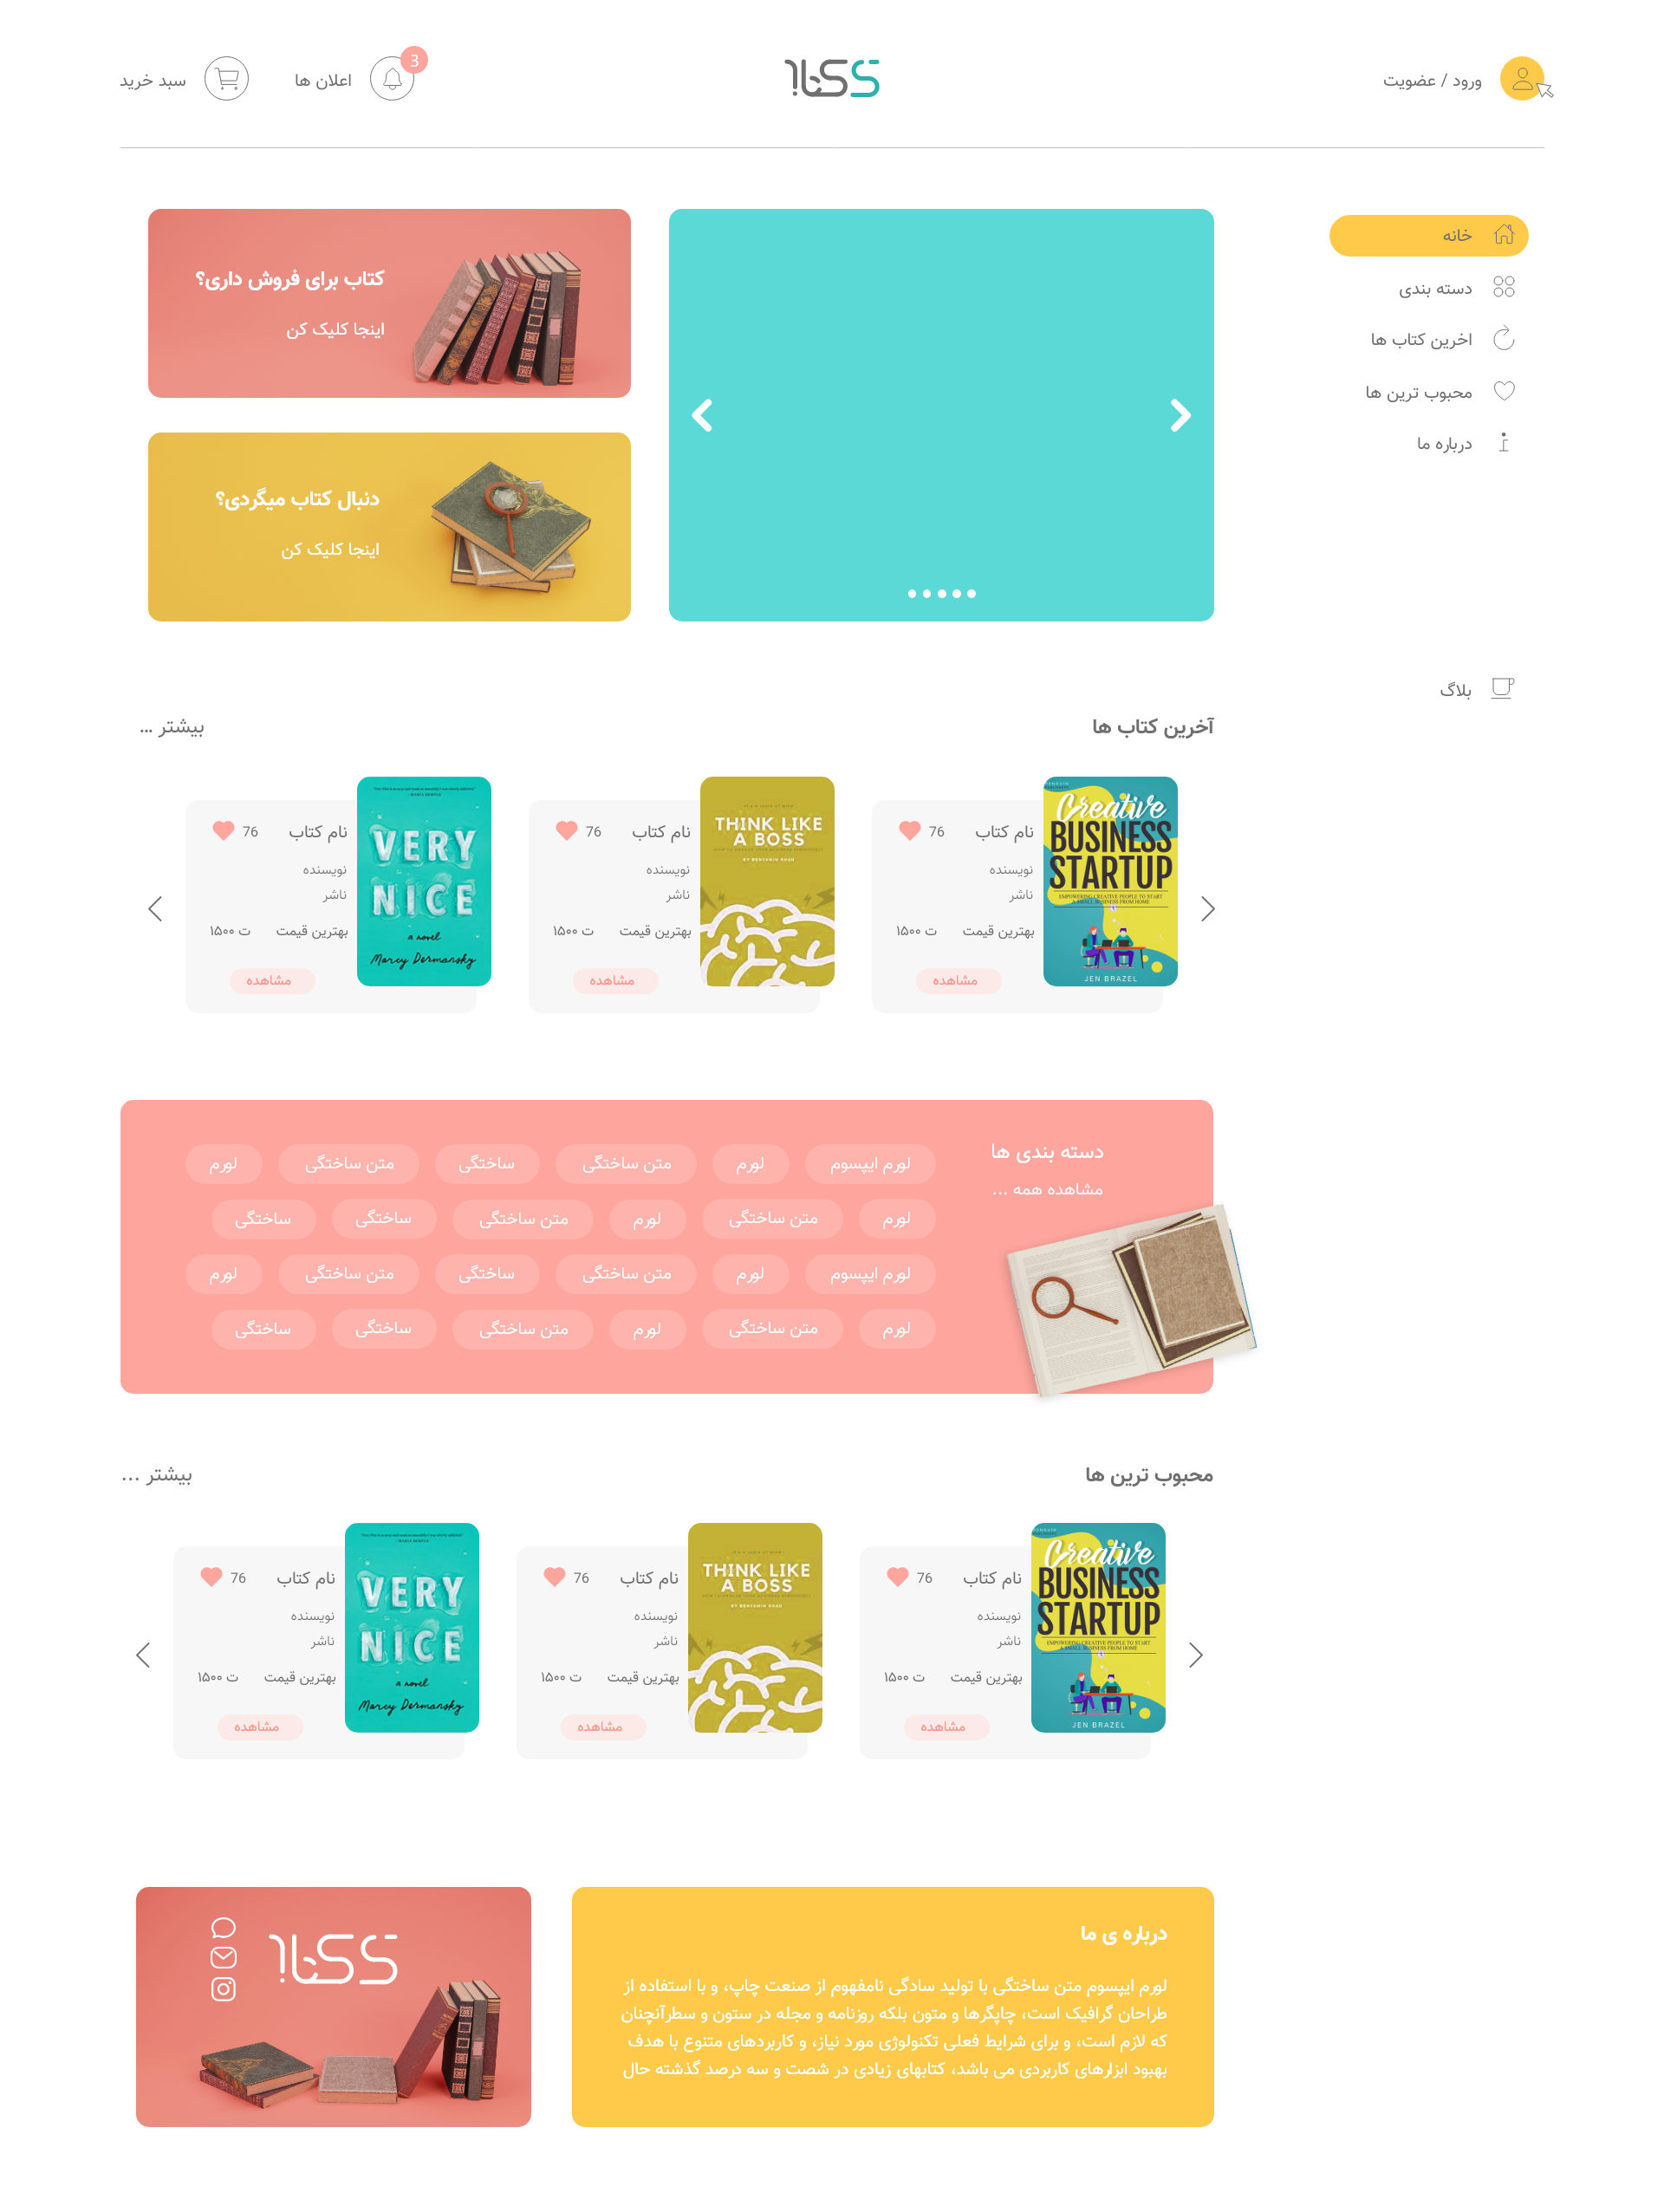 ورود / عضویت
اعلان ها
3
سبد خرید
خانه
دسته بندی
اخرین کتاب ها
محبوب ترین ها
درباره ما
بلاگ
کتاب برای فروش داری؟
اینجا کلیک کن
دنبال کتاب میگردی؟
اینجا کلیک کن
آخرین کتاب ها
بیشتر ...
Creative
BUSINESS
STARTUP
EMPOWERING CREATIVE PEOPLE TO START
A SMALL BUSINESS FROM HOME
JEN BRAZEL
نام کتاب
76
نویسنده
ناشر
بهترین قیمت
۱۵۰۰ ت
مشاهده
THINK LIKE
A BOSS
BY BENJAMIN SHAH
نام کتاب
76
نویسنده
ناشر
بهترین قیمت
۱۵۰۰ ت
مشاهده
VERY
NICE
a novel
Marcy Dermansky
نام کتاب
76
نویسنده
ناشر
بهترین قیمت
۱۵۰۰ ت
مشاهده
دسته بندی ها
مشاهده همه ...
لورم ایپسوم
لورم
متن ساختگی
ساختگی
متن ساختگی
لورم
لورم
متن ساختگی
لورم
متن ساختگی
ساختگی
ساختگی
لورم ایپسوم
لورم
متن ساختگی
ساختگی
متن ساختگی
لورم
لورم
متن ساختگی
لورم
متن ساختگی
ساختگی
ساختگی
محبوب ترین ها
بیشتر ...
Creative
BUSINESS
STARTUP
EMPOWERING CREATIVE PEOPLE TO START
A SMALL BUSINESS FROM HOME
JEN BRAZEL
نام کتاب
76
نویسنده
ناشر
بهترین قیمت
۱۵۰۰ ت
مشاهده
THINK LIKE
A BOSS
BY BENJAMIN SHAH
نام کتاب
76
نویسنده
ناشر
بهترین قیمت
۱۵۰۰ ت
مشاهده
VERY
NICE
a novel
Marcy Dermansky
نام کتاب
76
نویسنده
ناشر
بهترین قیمت
۱۵۰۰ ت
مشاهده
درباره ی ما
لورم ایپسوم متن ساختگی با تولید سادگی نامفهوم از صنعت چاپ، و با استفاده از
طراحان گرافیک است، چاپگرها و متون بلکه روزنامه و مجله در ستون و سطرآنچنان
که لازم است، و برای شرایط فعلی تکنولوژی مورد نیاز، و کاربردهای متنوع با هدف
بهبود ابزارهای کاربردی می باشد، کتابهای زیادی در شصت و سه درصد گذشته حال